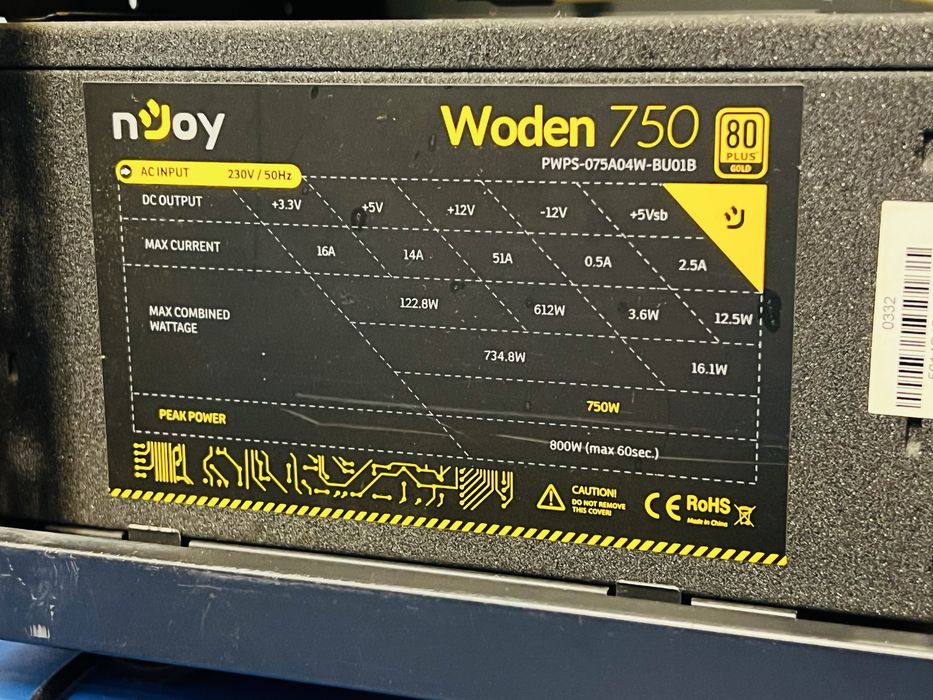 nJoy
Woden 750
80
PLUS
GOLD
PWPS-075A04W-BU01B
AC INPUT 230V / 50Hz
DC OUTPUT +3.3V +5V +12V -12V +5Vsb
MAX CURRENT 16A 14A 51A 0.5A 2.5A
MAX COMBINED
WATTAGE
122.8W 612W 3.6W 12.5W
734.8W 16.1W
750W
PEAK POWER
800W (max 60sec.)
CAUTION!
DO NOT REMOVE
THIS COVER!
CE RoHS
Made in China
0332